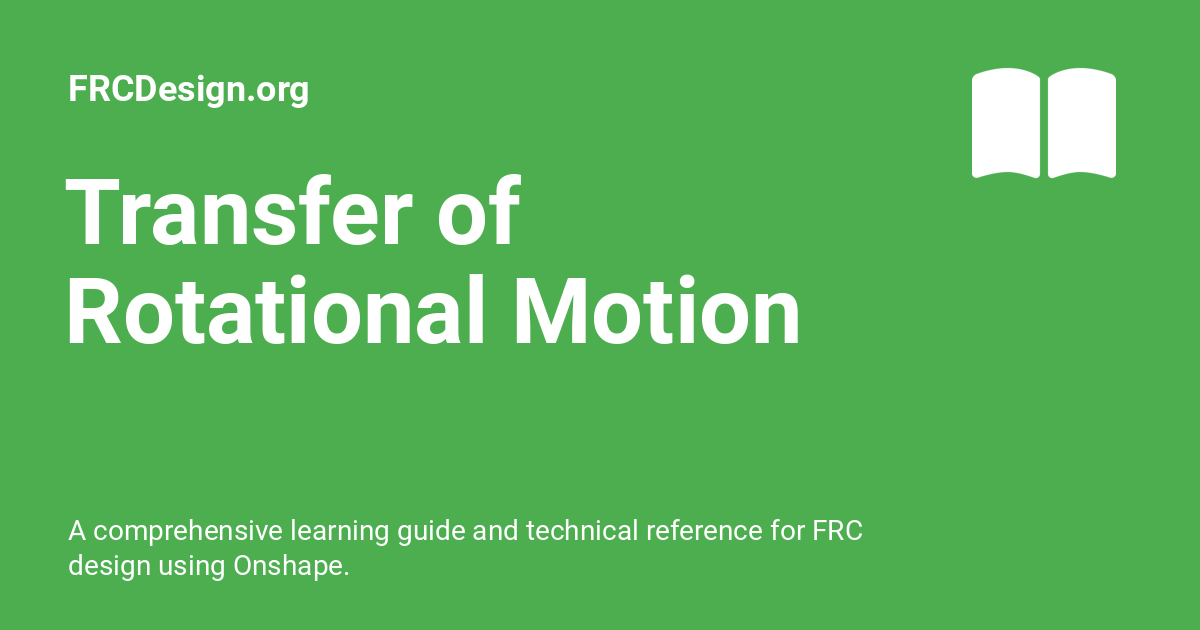 FRCDesign.org
Transfer of
Rotational Motion
A comprehensive learning guide and technical reference for FRC
design using Onshape.